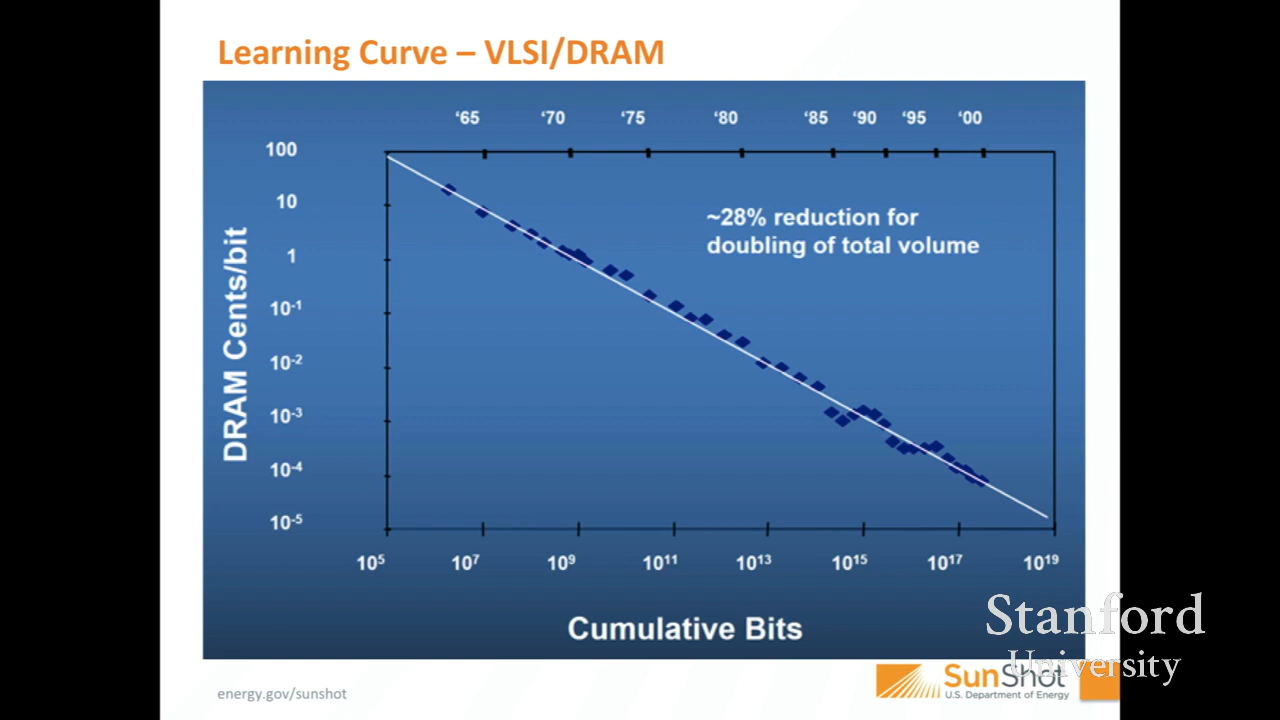 Learning Curve – VLSI/DRAM
‘65 ‘70 ‘75 ‘80 ‘85 ‘90 ‘95 ‘00
100
10
1
10-1
10-2
10-3
10-4
10-5
DRAM Cents/bit
~28% reduction for
doubling of total volume
10⁵ 10⁷ 10⁹ 10¹¹ 10¹³ 10¹⁵ 10¹⁷ 10¹⁹
Cumulative Bits
Stanford
University
energy.gov/sunshot
SunShot
U.S. Department of Energy